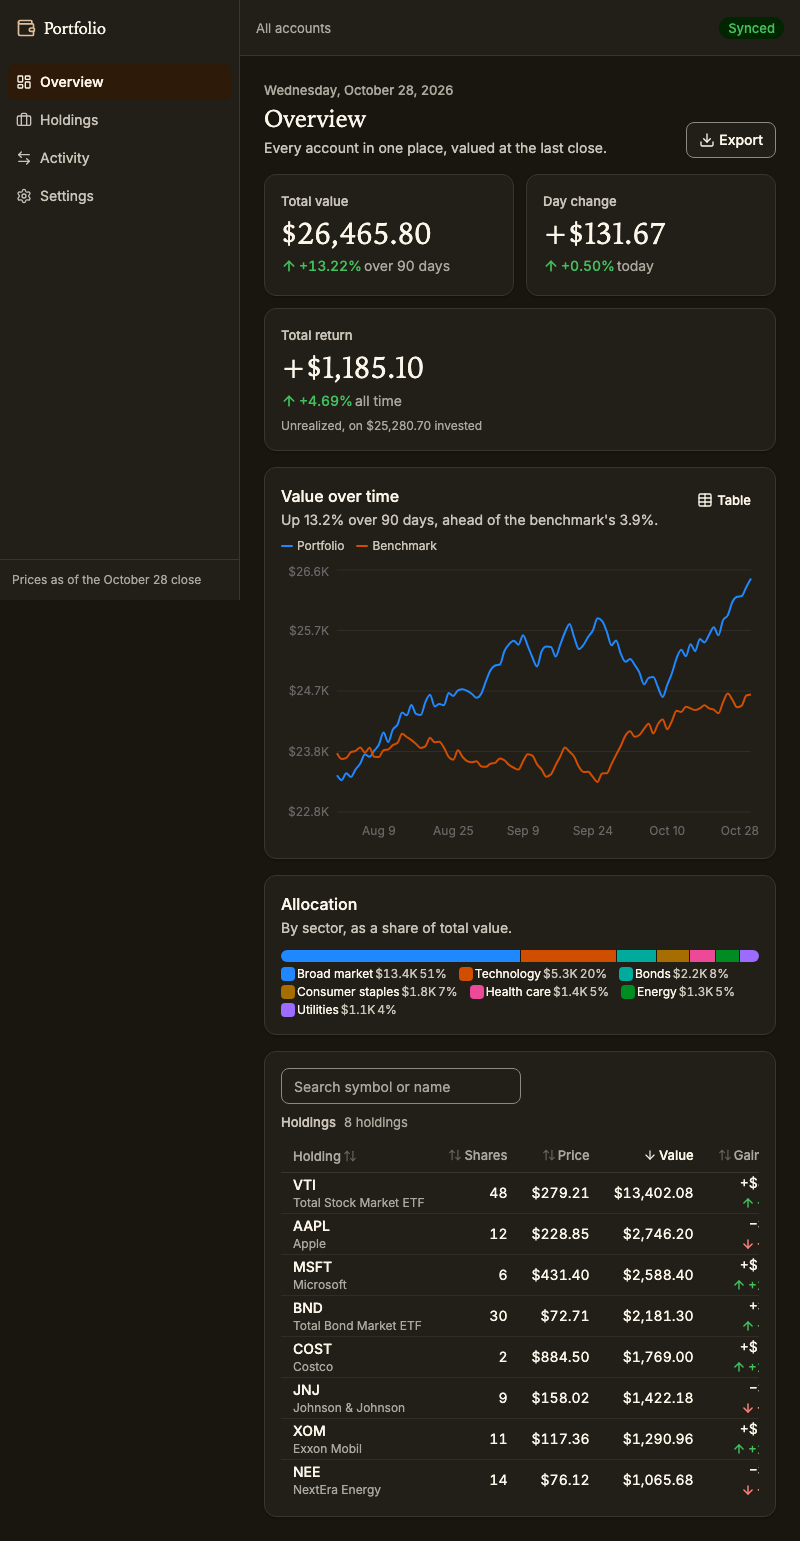 Portfolio
Overview
Holdings
Activity
Settings
Prices as of the October 28 close
All accounts
Synced
Wednesday, October 28, 2026
Overview
Every account in one place, valued at the last close.
Export
Total value
$26,465.80
+13.22% over 90 days
Day change
+$131.67
+0.50% today
Total return
+$1,185.10
+4.69% all time
Unrealized, on $25,280.70 invested
Value over time
Up 13.2% over 90 days, ahead of the benchmark's 3.9%.
Table
Portfolio Benchmark
$26.6K
$25.7K
$24.7K
$23.8K
$22.8K
Aug 9 Aug 25 Sep 9 Sep 24 Oct 10 Oct 28
Allocation
By sector, as a share of total value.
Broad market $13.4K 51% Technology $5.3K 20% Bonds $2.2K 8%
Consumer staples $1.8K 7% Health care $1.4K 5% Energy $1.3K 5%
Utilities $1.1K 4%
Search symbol or name
Holdings 8 holdings
Holding Shares Price Value
VTI
Total Stock Market ETF
48 $279.21 $13,402.08
+$
AAPL
Apple
12 $228.85 $2,746.20
−
MSFT
Microsoft
6 $431.40 $2,588.40
+$
+
BND
Total Bond Market ETF
30 $72.71 $2,181.30
+
COST
Costco
2 $884.50 $1,769.00
+$
+
JNJ
Johnson & Johnson
9 $158.02 $1,422.18
−
XOM
Exxon Mobil
11 $117.36 $1,290.96
+$
+
NEE
NextEra Energy
14 $76.12 $1,065.68
−